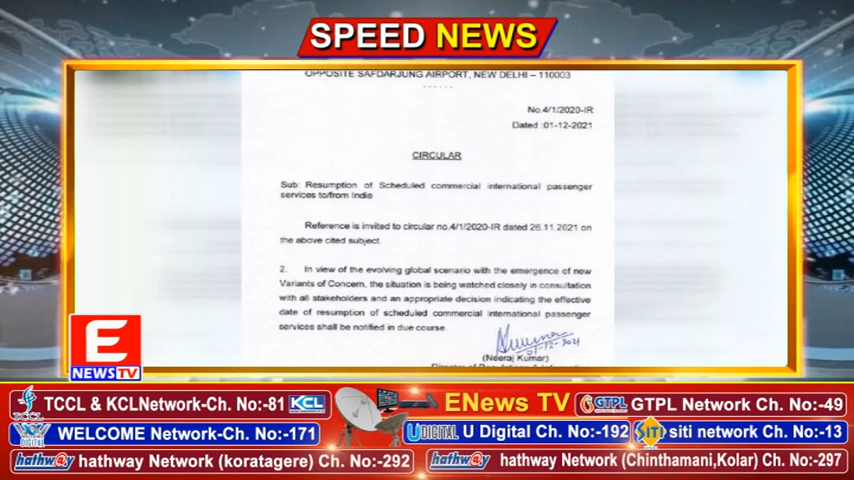 SPEED NEWS
OPPOSITE SAFDARJUNG AIRPORT, NEW DELHI – 110003
------
No.4/1/2020-IR
Dated :01-12-2021
CIRCULAR
Sub: Resumption of Scheduled commercial international passenger
services to/from India
Reference is invited to circular no.4/1/2020-IR dated 26.11.2021 on
the above cited subject.
2. In view of the evolving global scenario with the emergence of new
Variants of Concern, the situation is being watched closely in consultation
with all stakeholders and an appropriate decision indicating the effective
date of resumption of scheduled commercial international passenger
services shall be notified in due course.
01-12-2021
(Neeraj Kumar)
E
NEWS TV
TCCL TCCL & KCLNetwork-Ch. No:-81 KCL
ENews TV
GTPL GTPL Network Ch. No:-49
WELCOME DIGITAL WELCOME Network-Ch. No:-171
UDIGITAL U Digital Ch. No:-192
SITI siti network Ch. No:-13
hathway hathway Network (koratagere) Ch. No:-292
hathway hathway Network (Chinthamani,Kolar) Ch. No:-297